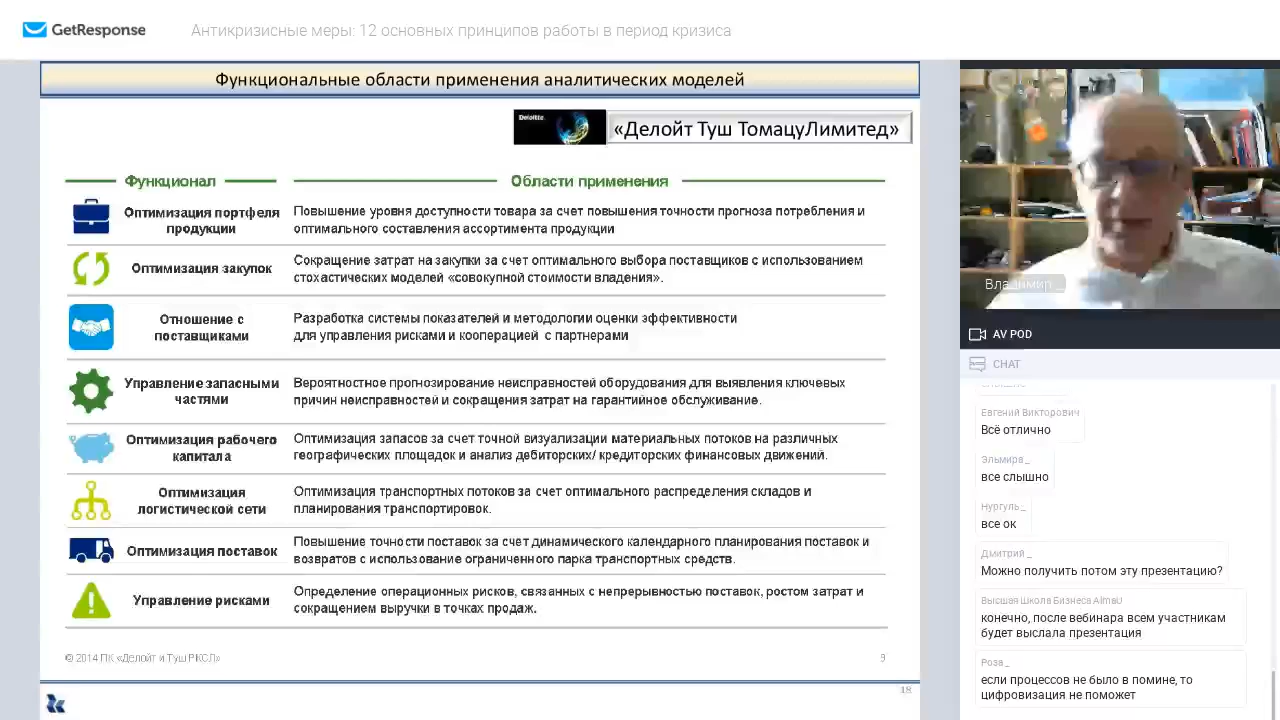 GetResponse
Антикризисные меры: 12 основных принципов работы в период кризиса
Функциональные области применения аналитических моделей
Deloitte
«Делойт Туш ТомацуЛимитед»
Функционал
Области применения
Оптимизация портфеля
продукции
Повышение уровня доступности товара за счет повышения точности прогноза потребления и
оптимального составления ассортимента продукции
Оптимизация закупок
Сокращение затрат на закупки за счет оптимального выбора поставщиков с использованием
стохастических моделей «совокупной стоимости владения».
Отношение с
поставщиками
Разработка системы показателей и методологии оценки эффективности
для управления рисками и кооперацией с партнерами
Управление запасными
частями
Вероятностное прогнозирование неисправностей оборудования для выявления ключевых
причин неисправностей и сокращения затрат на гарантийное обслуживание.
Оптимизация рабочего
капитала
Оптимизация запасов за счет точной визуализации материальных потоков на различных
географических площадок и анализ дебиторских/ кредиторских финансовых движений.
Оптимизация
логистической сети
Оптимизация транспортных потоков за счет оптимального распределения складов и
планирования транспортировок.
Оптимизация поставок
Повышение точности поставок за счет динамического календарного планирования поставок и
возвратов с использование ограниченного парка транспортных средств.
Управление рисками
Определение операционных рисков, связанных с непрерывностью поставок, ростом затрат и
сокращением выручки в точках продаж.
© 2014 ПК «Делойт и Туш РКСЛ»
9
18
Владимир _
AV POD
CHAT
Евгений Викторович
Всё отлично
Эльмира _
все слышно
Нургуль _
все ок
Дмитрий _
Можно получить потом эту презентацию?
Высшая Школа Бизнеса AlmaU
конечно, после вебинара всем участникам
будет выслала презентация
Роза _
если процессов не было в помине, то
цифровизация не поможет